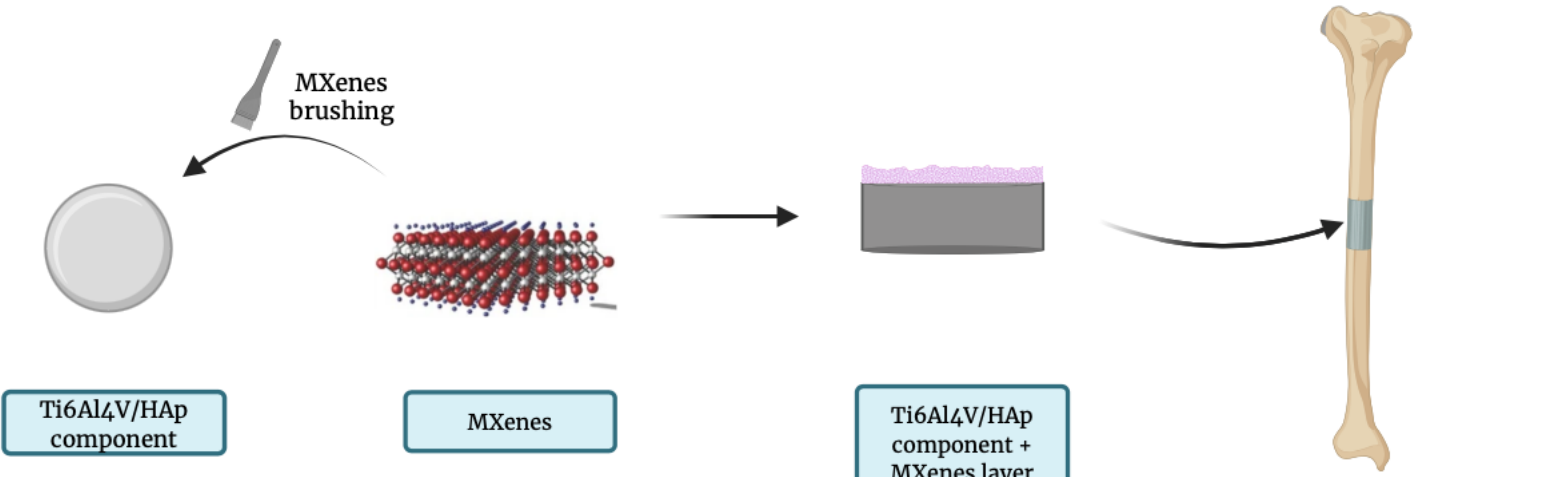 MXenes
brushing
Ti6Al4V/HAp
component
MXenes
Ti6Al4V/HAp
component +
MXenes layer